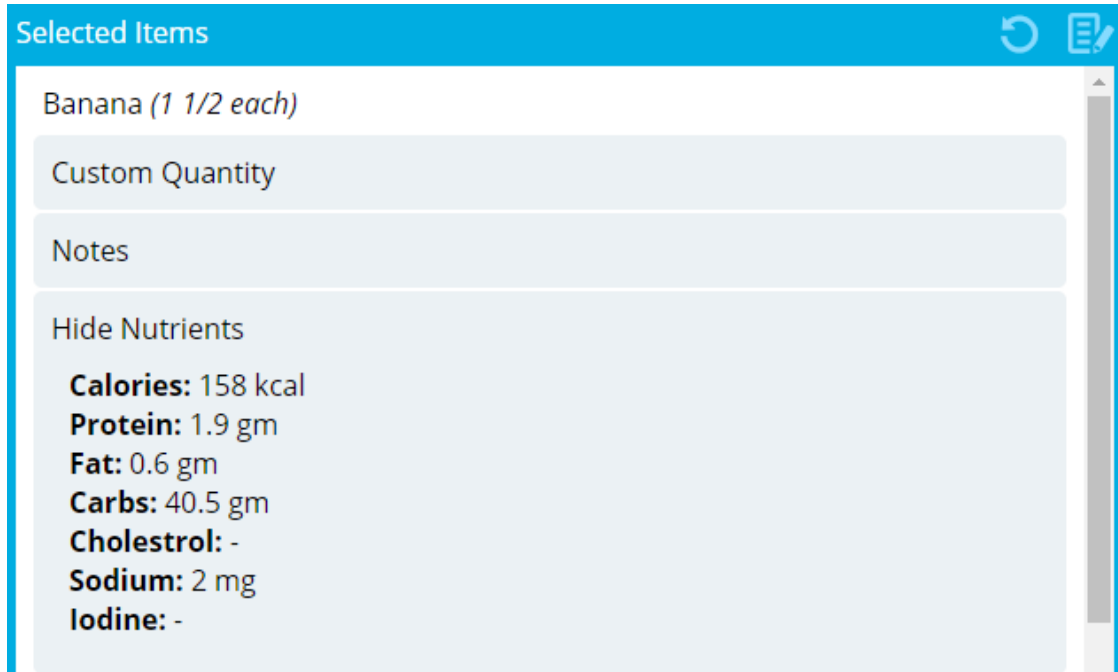 Selected Items
Banana (1 1/2 each)
Custom Quantity
Notes
Hide Nutrients
Calories: 158 kcal
Protein: 1.9 gm
Fat: 0.6 gm
Carbs: 40.5 gm
Cholestrol: -
Sodium: 2 mg
Iodine: -